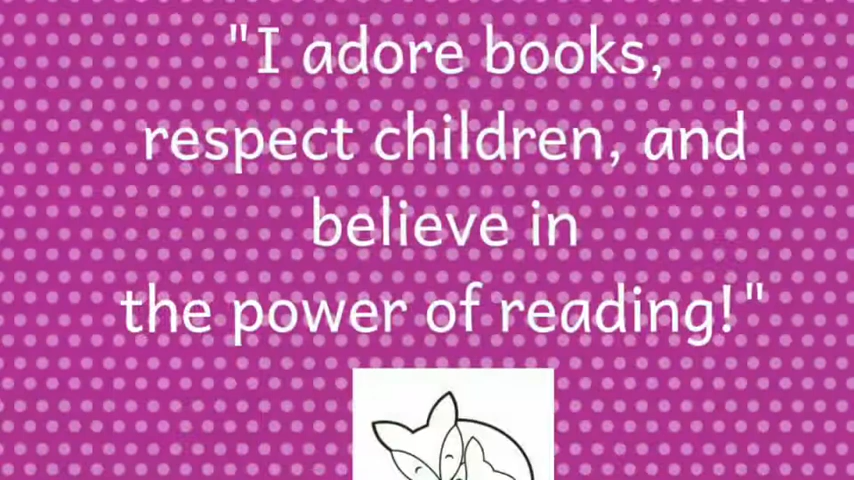 "I adore books,
respect children, and
believe in
the power of reading!"